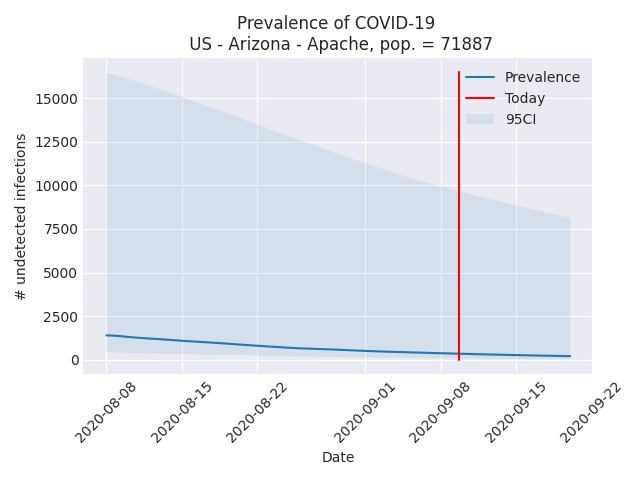 Prevalence of COVID-19
US - Arizona - Apache, pop. = 71887
Prevalence
Today
95CI
15000
12500
10000
7500
5000
2500
0
# undetected infections
2020-08-08
2020-08-15
2020-08-22
2020-09-01
2020-09-08
2020-09-15
2020-09-22
Date